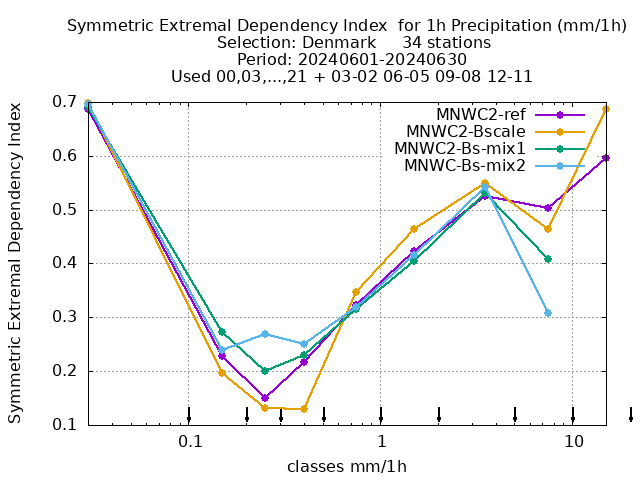 Symmetric Extremal Dependency Index  for 1h Precipitation (mm/1h)
Selection: Denmark     34 stations
Period: 20240601-20240630
Used 00,03,...,21 + 03-02 06-05 09-08 12-11
Symmetric Extremal Dependency Index
0.7
0.6
0.5
0.4
0.3
0.2
0.1
MNWC2-ref
MNWC2-Bscale
MNWC2-Bs-mix1
MNWC-Bs-mix2
0.1 1 10
classes mm/1h